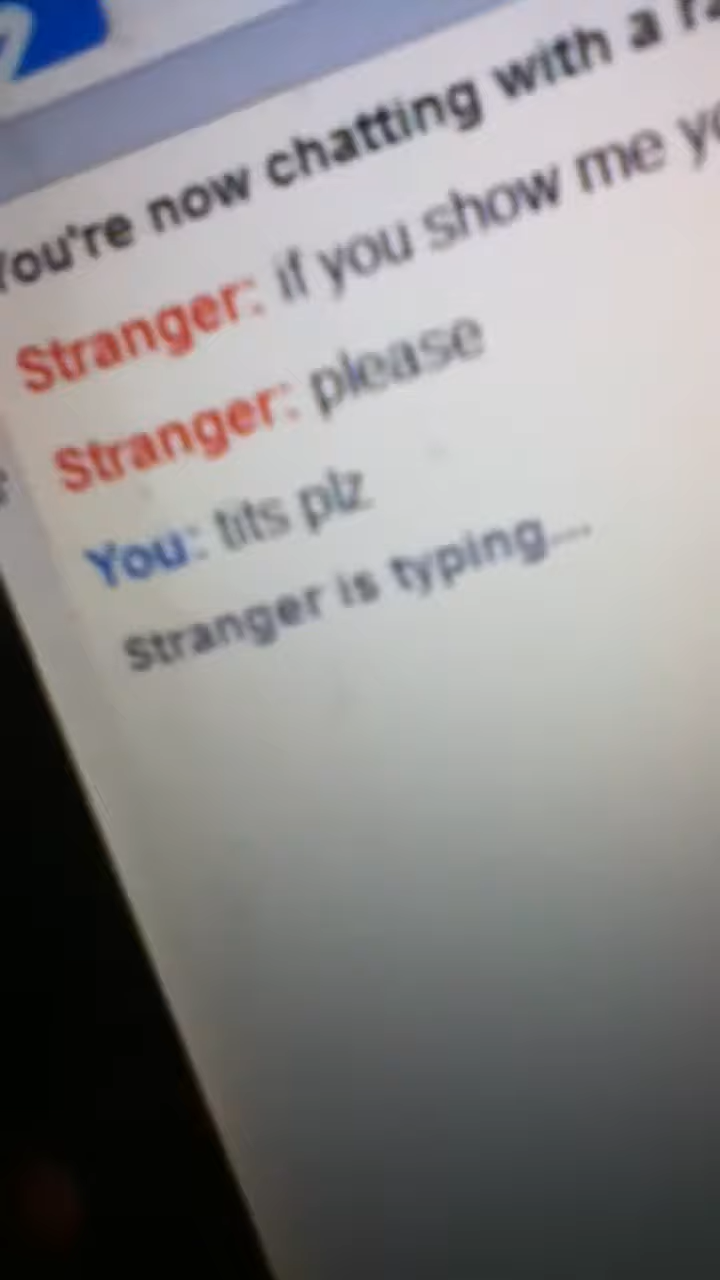 You're now chatting with a
Stranger: if you show me
Stranger: please
You: tits plz
Stranger is typing...